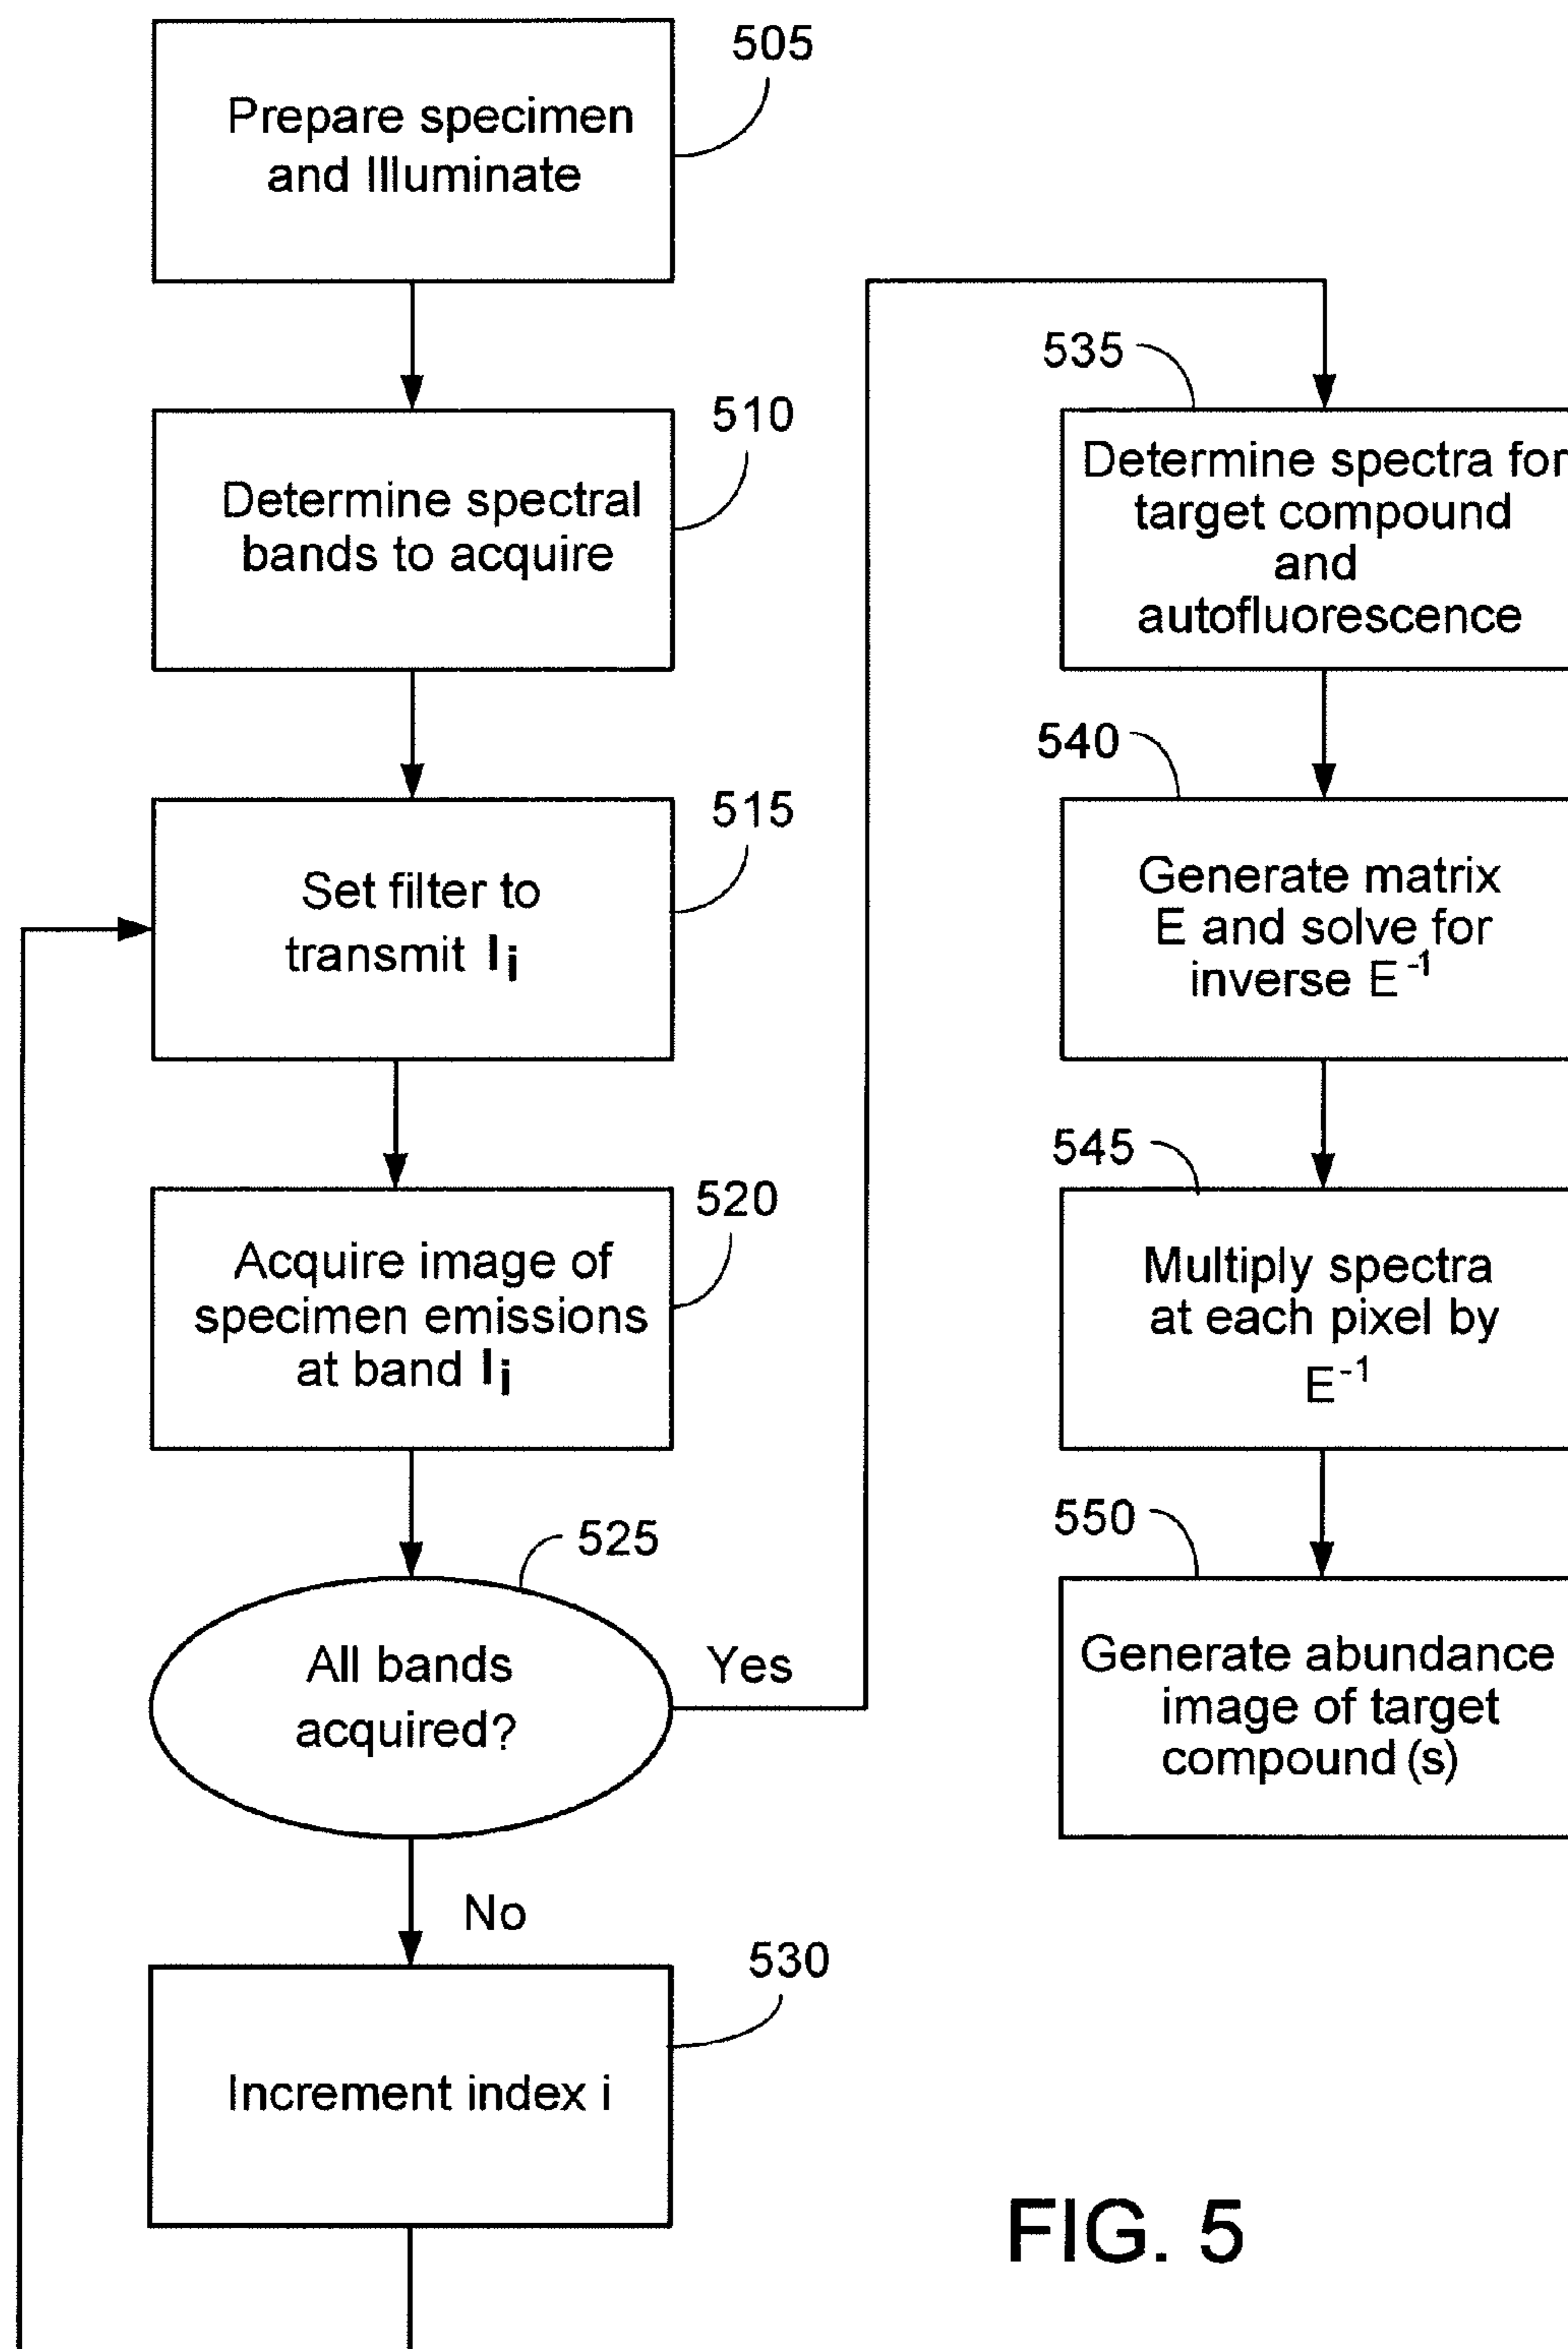 505
Prepare specimen
and Illuminate
510
Determine spectral
bands to acquire
515
Set filter to
transmit Ii
520
Acquire image of
specimen emissions
at band Ii
525
All bands
acquired?
Yes
No
530
Increment index i
535
Determine spectra for
target compound
and
autofluorescence
540
Generate matrix
E and solve for
inverse E-1
545
Multiply spectra
at each pixel by
E-1
550
Generate abundance
image of target
compound (s)
FIG. 5